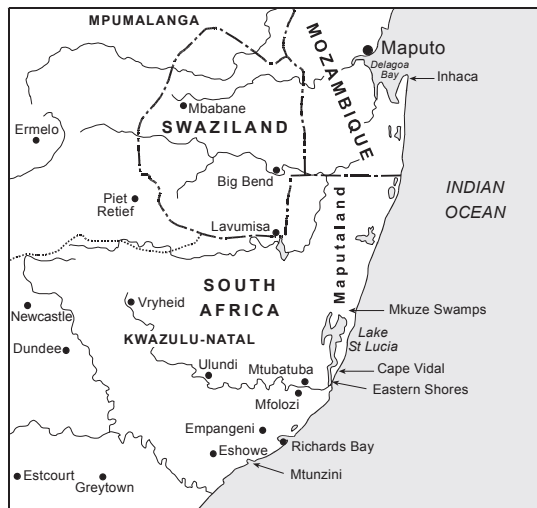 MPUMALANGA
MOZAMBIQUE
Maputo
Delagoa
Bay
Inhaca
Mbabane
Ermelo
SWAZILAND
Big Bend
INDIAN
OCEAN
Piet
Retief
Lavumisa
Maputaland
SOUTH
AFRICA
Vryheid
Newcastle
Mkuze Swamps
KWAZULU-NATAL
Lake
St Lucia
Dundee
Ulundi
Mtubatuba
Cape Vidal
Eastern Shores
Mfolozi
Empangeni
Richards Bay
Eshowe
Mtunzini
Estcourt
Greytown